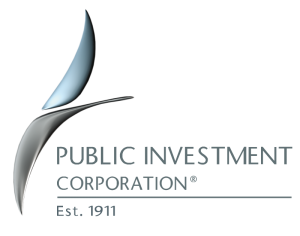 PUBLIC INVESTMENT
CORPORATION®
Est. 1911